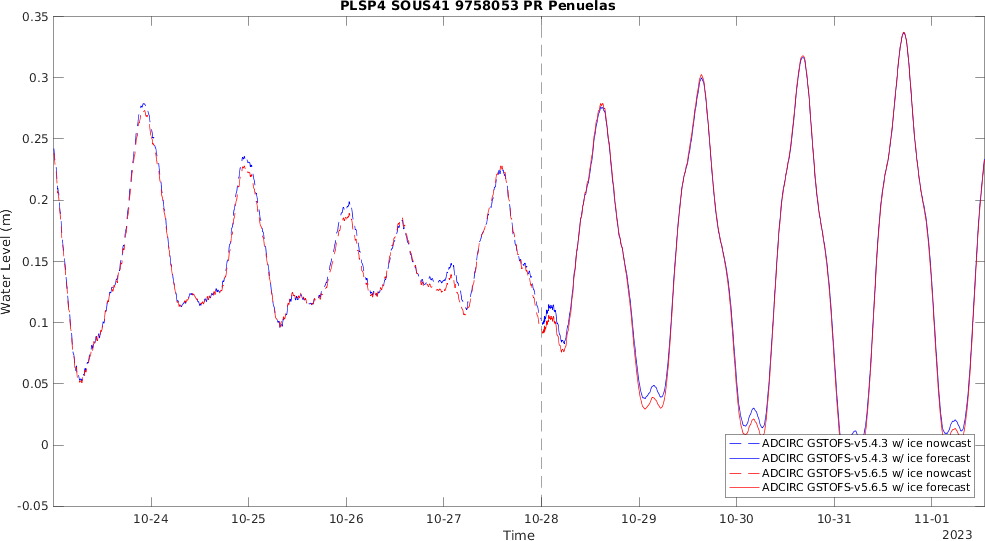 PLSP4 SOUS41 9758053 PR Penuelas
0.35
0.3
0.25
0.2
0.15
0.1
0.05
0
-0.05
Water Level (m)
10-24 10-25 10-26 10-27 10-28 10-29 10-30 10-31 11-01
Time
2023
ADCIRC GSTOFS-v5.4.3 w/ ice nowcast
ADCIRC GSTOFS-v5.4.3 w/ ice forecast
ADCIRC GSTOFS-v5.6.5 w/ ice nowcast
ADCIRC GSTOFS-v5.6.5 w/ ice forecast